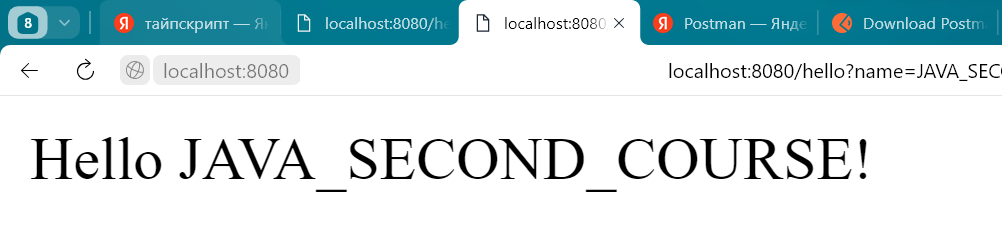 8 тайпскрипт — Ян localhost:8080/he localhost:8080 Postman — Янде Download Postm
localhost:8080 localhost:8080/hello?name=JAVA_SEC
Hello JAVA_SECOND_COURSE!